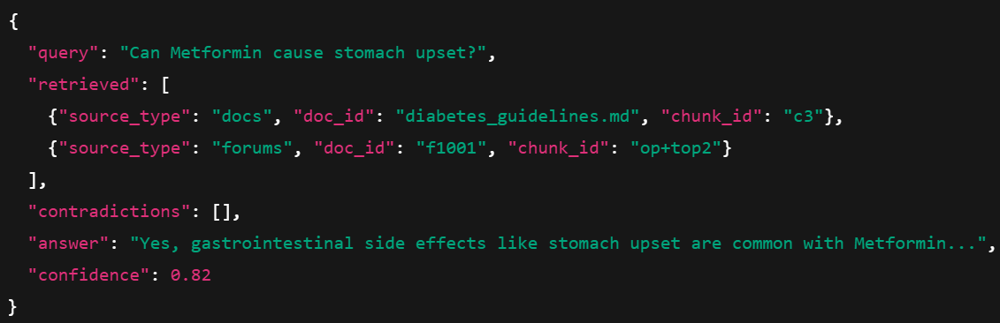 {
  "query": "Can Metformin cause stomach upset?",
  "retrieved": [
    {"source_type": "docs", "doc_id": "diabetes_guidelines.md", "chunk_id": "c3"},
    {"source_type": "forums", "doc_id": "f1001", "chunk_id": "op+top2"}
  ],
  "contradictions": [],
  "answer": "Yes, gastrointestinal side effects like stomach upset are common with Metformin...",
  "confidence": 0.82
}